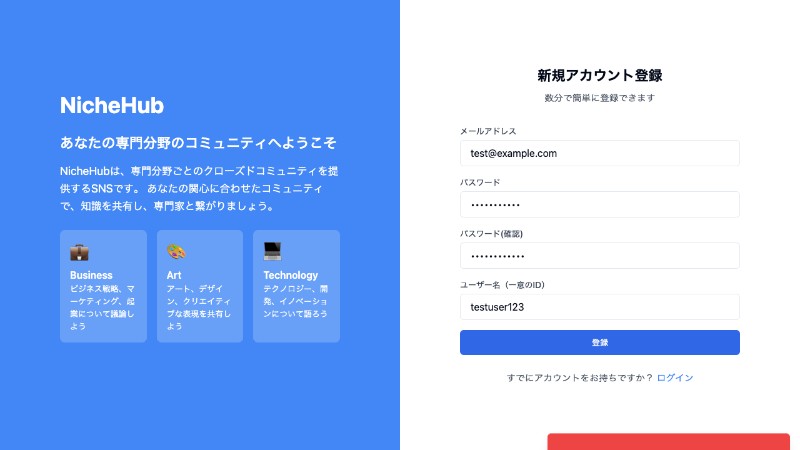 NicheHub
あなたの専門分野のコミュニティへようこそ
NicheHubは、専門分野ごとのクローズドコミュニティを提
供するSNSです。 あなたの関心に合わせたコミュニティ
で、知識を共有し、専門家と繋がりましょう。
Business
ビジネス戦略、マ
ーケティング、起
業について議論し
よう
Art
アート、デザイ
ン、クリエイティ
ブな表現を共有し
よう
Technology
テクノロジー、開
発、イノベーショ
ンについて語ろう
新規アカウント登録
数分で簡単に登録できます
メールアドレス
test@example.com
パスワード
•••••••••••
パスワード(確認)
••••••••••••
ユーザー名（一意のID）
testuser123
登録
すでにアカウントをお持ちですか？ ログイン